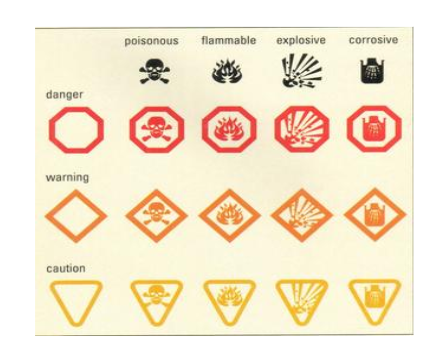 poisonous flammable explosive corrosive
danger
warning
caution